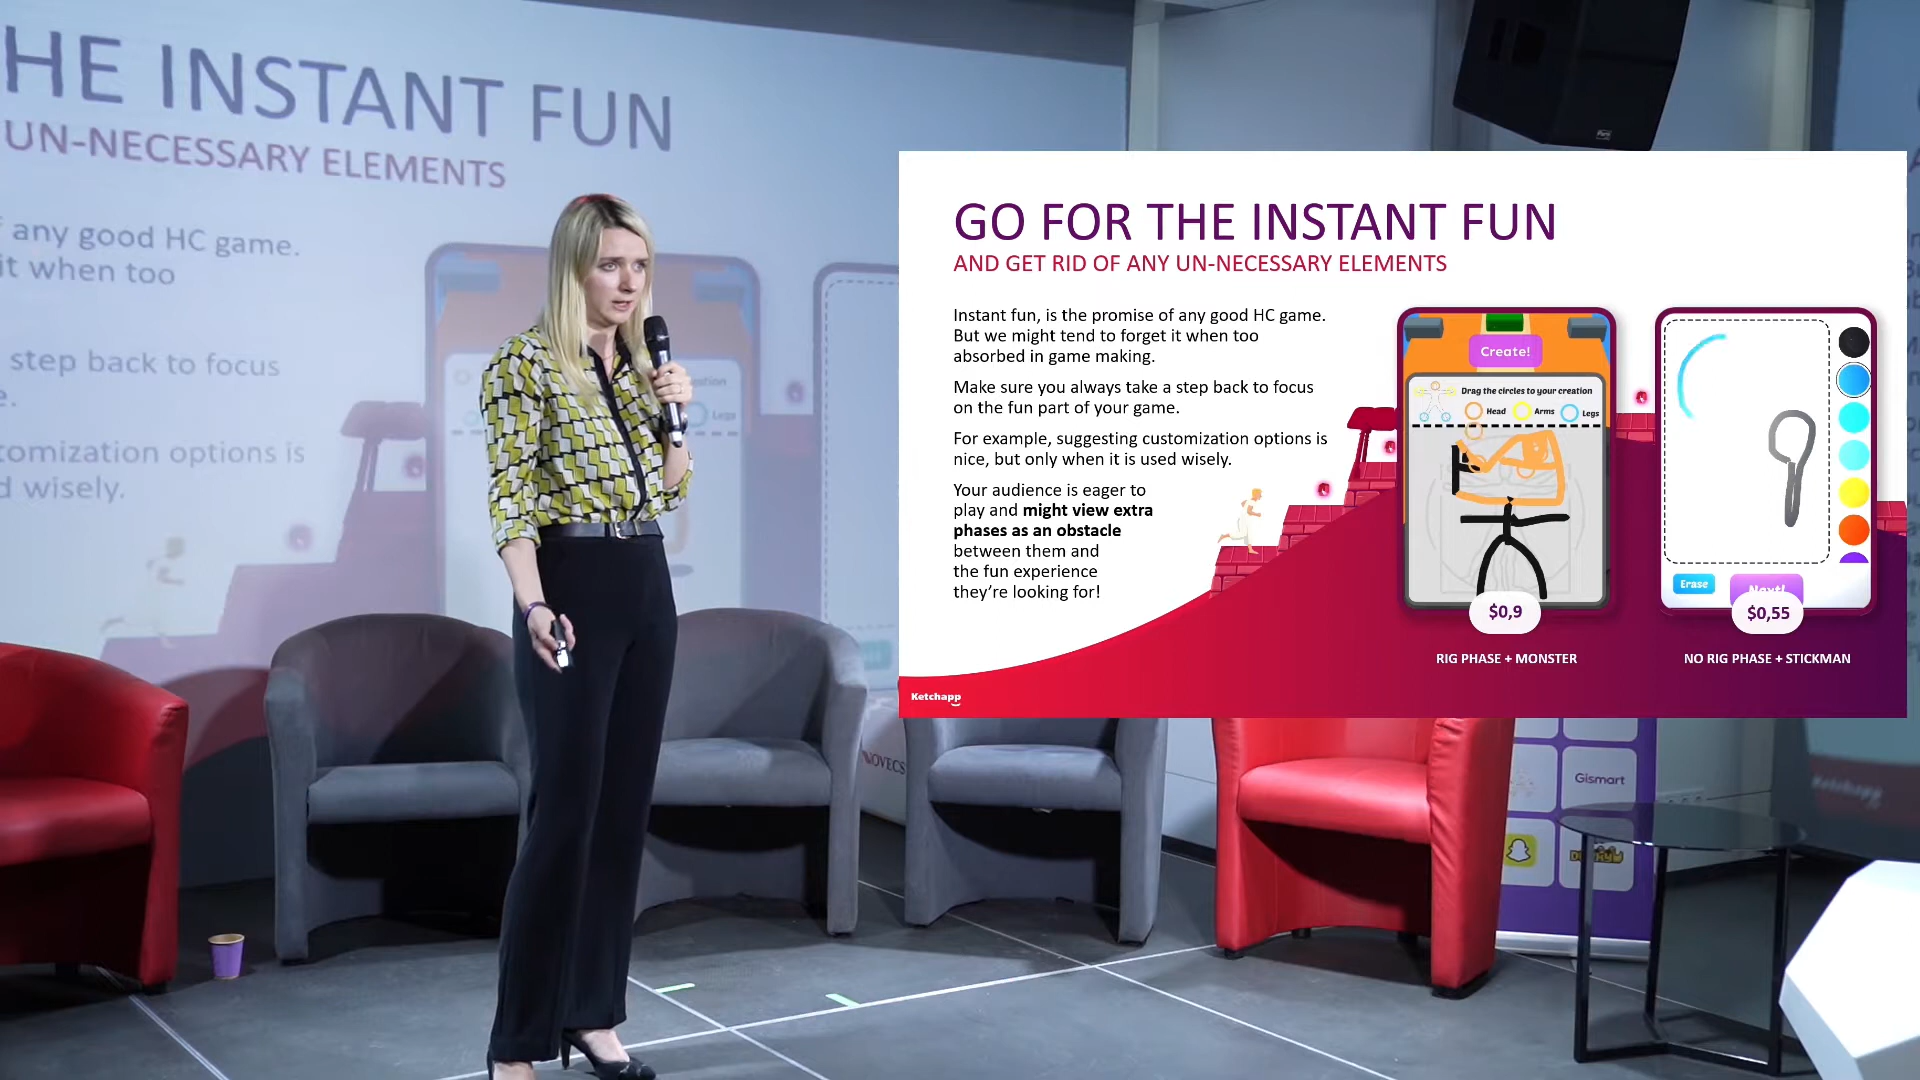 HE INSTANT FUN
UN-NECESSARY ELEMENTS
any good HC game.
it when too
step back to focus
e.
tomization options is
d wisely.
Legs
GO FOR THE INSTANT FUN
AND GET RID OF ANY UN-NECESSARY ELEMENTS
Instant fun, is the promise of any good HC game.
But we might tend to forget it when too
absorbed in game making.
Make sure you always take a step back to focus
on the fun part of your game.
For example, suggesting customization options is
nice, but only when it is used wisely.
Your audience is eager to
play and might view extra
phases as an obstacle
between them and
the fun experience
they're looking for!
Create!
Drag the circles to your creation
Head Arms Legs
$0,9
RIG PHASE + MONSTER
Erase
Next!
$0,55
NO RIG PHASE + STICKMAN
Ketchapp
OVECS
Gismart
Ketchapp